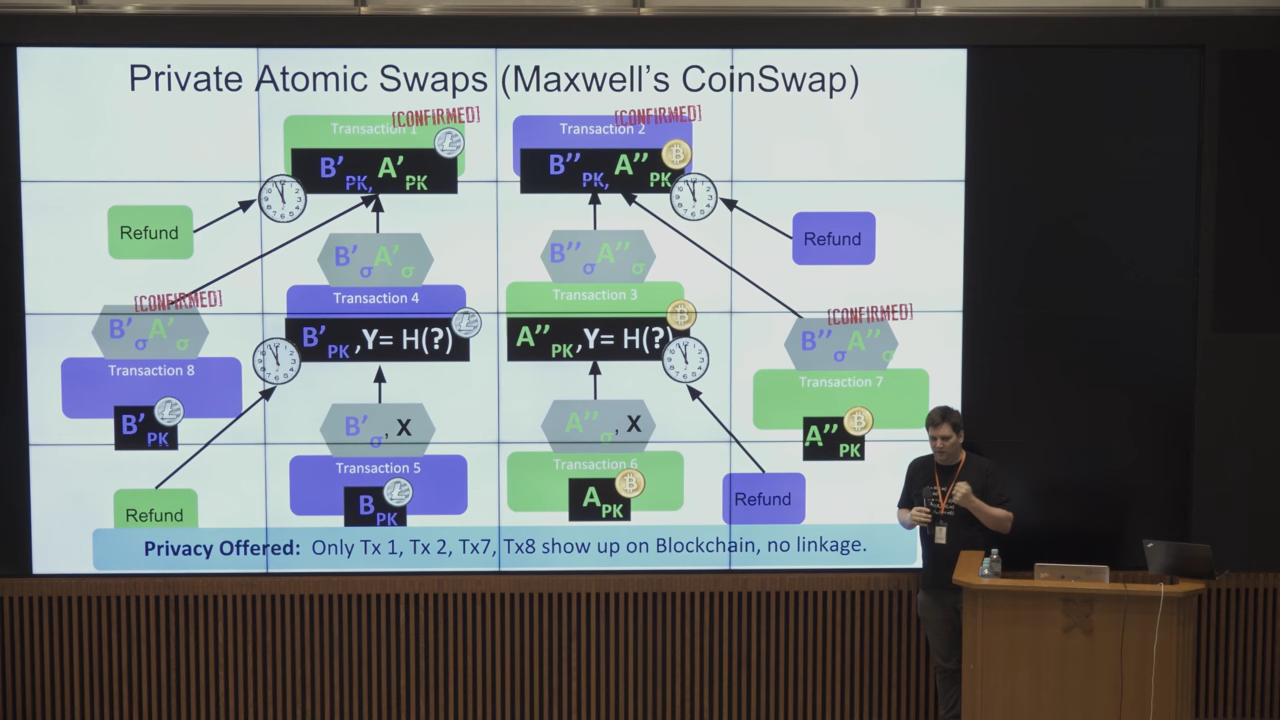 Private Atomic Swaps (Maxwell's CoinSwap)
[CONFIRMED]
Transaction 1
B′PK, A′PK
[CONFIRMED]
Transaction 2
B′′PK, A′′PK
Refund
Refund
B′σ A′σ
B′′σ A′′σ
[CONFIRMED]
B′σ A′σ
Transaction 8
B′PK
Transaction 4
B′PK ,Y= H(?)
Transaction 3
A′′PK ,Y= H(?)
[CONFIRMED]
B′′σ A′′σ
Transaction 7
A′′PK
B′σ, X
A′′σ, X
Transaction 5
BPK
Transaction 6
APK
Refund
Refund
Privacy Offered: Only Tx 1, Tx 2, Tx7, Tx8 show up on Blockchain, no linkage.